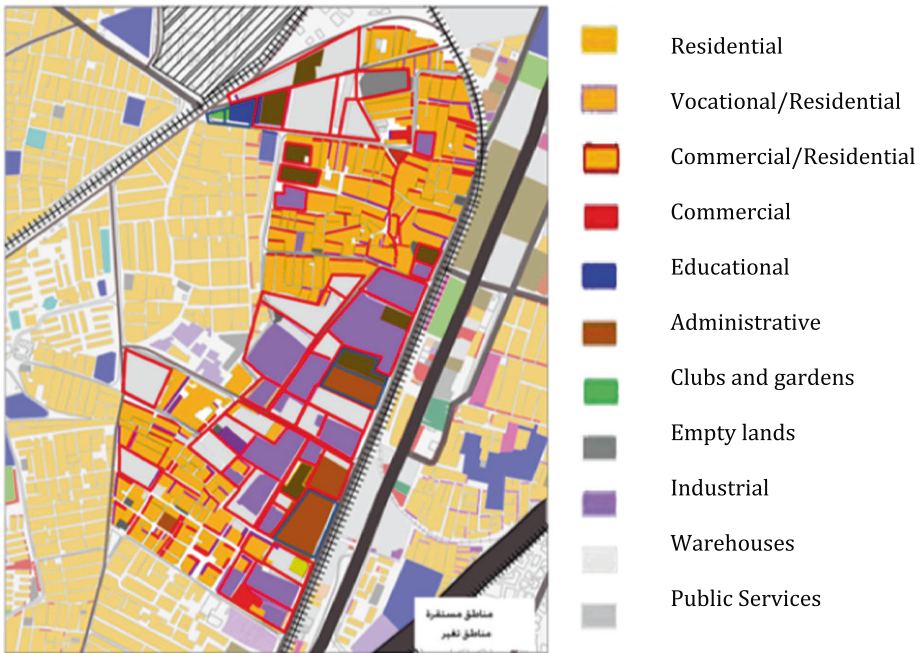 Residential
Vocational/Residential
Commercial/Residential
Commercial
Educational
Administrative
Clubs and gardens
Empty lands
Industrial
Warehouses
Public Services
مناطق مستقرة
مناطق تغير